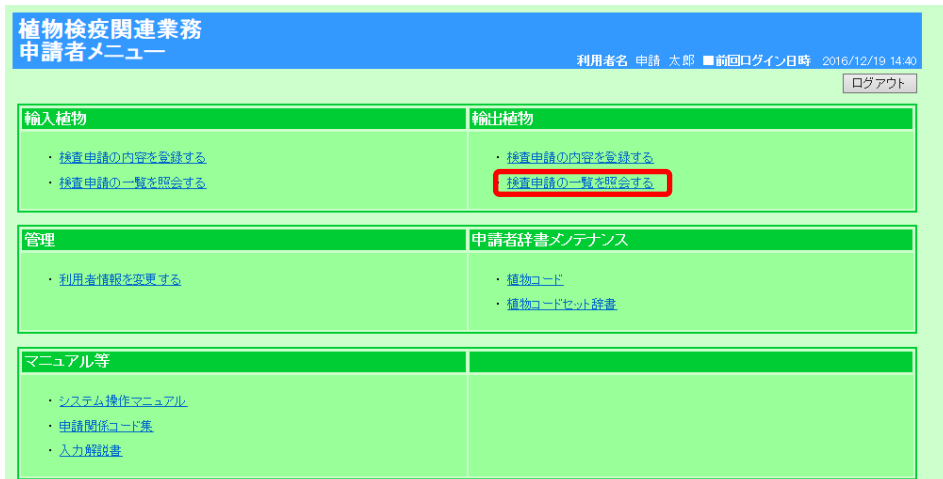 植物検疫関連業務
申請者メニュー
利用者名 申請 太郎 ■前回ログイン日時 2016/12/19 14:40
ログアウト
輸入植物
・検査申請の内容を登録する
・検査申請の一覧を照会する
輸出植物
・検査申請の内容を登録する
・検査申請の一覧を照会する
管理
・利用者情報を変更する
申請者辞書メンテナンス
・植物コード
・植物コードセット辞書
マニュアル等
・システム操作マニュアル
・申請関係コード集
・入力解説書